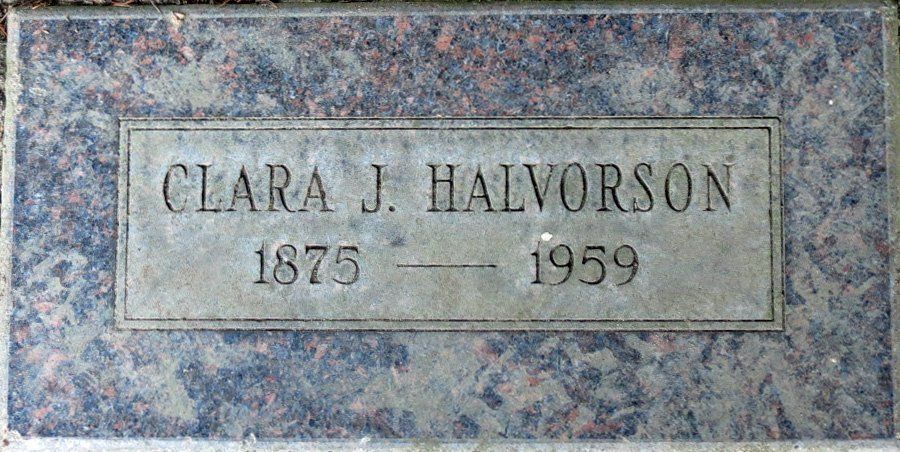 CLARA J. HALVORSON
1875 — 1959